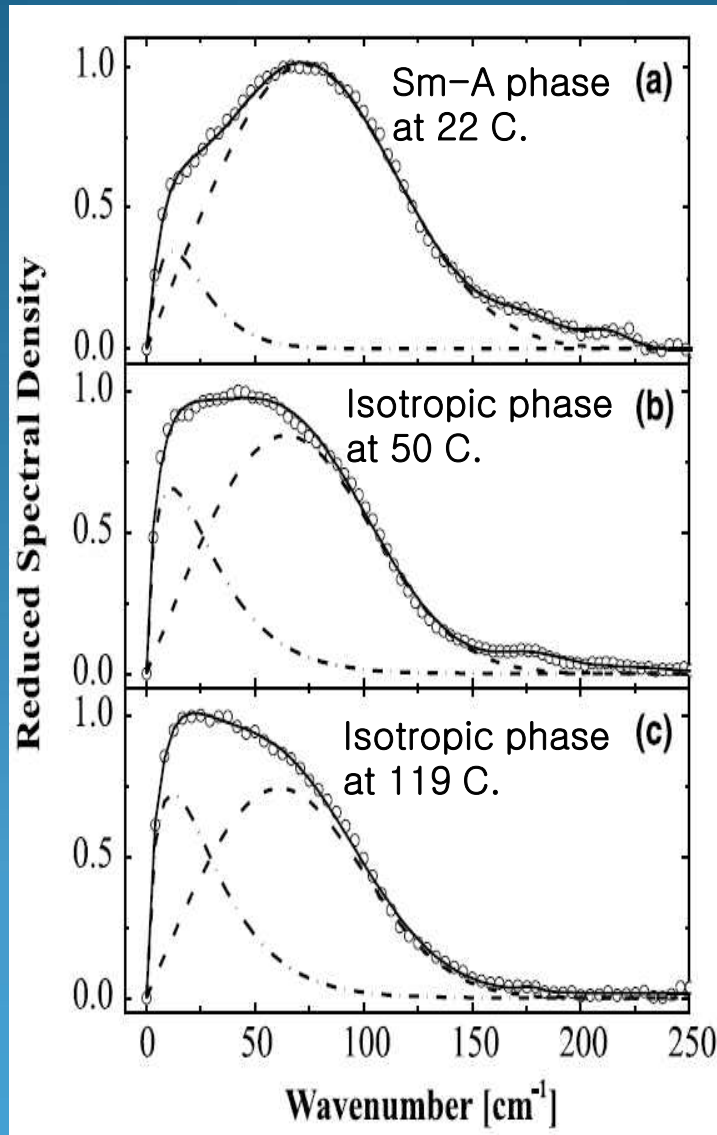 Reduced Spectral Density
1.0
0.5
0.0
Sm-A phase (a)
at 22 C.
1.0
0.5
0.0
Isotropic phase (b)
at 50 C.
1.0
0.5
0.0
Isotropic phase (c)
at 119 C.
0 50 100 150 200 250
Wavenumber [cm⁻¹]